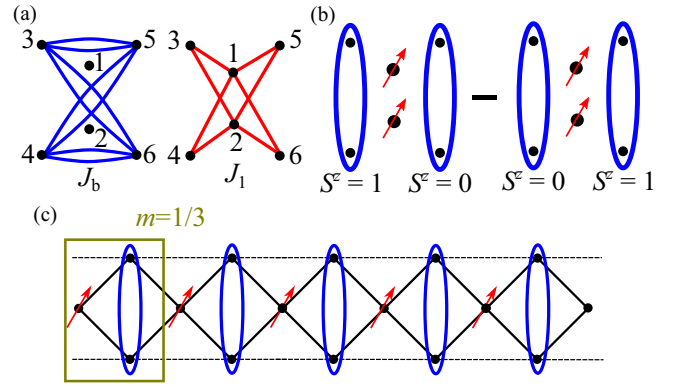 (a)
3 5 3 5
1 1
2 2
4 6 4 6
J_b J_1
(b)
S^z = 1 S^z = 0 S^z = 0 S^z = 1
(c) m=1/3